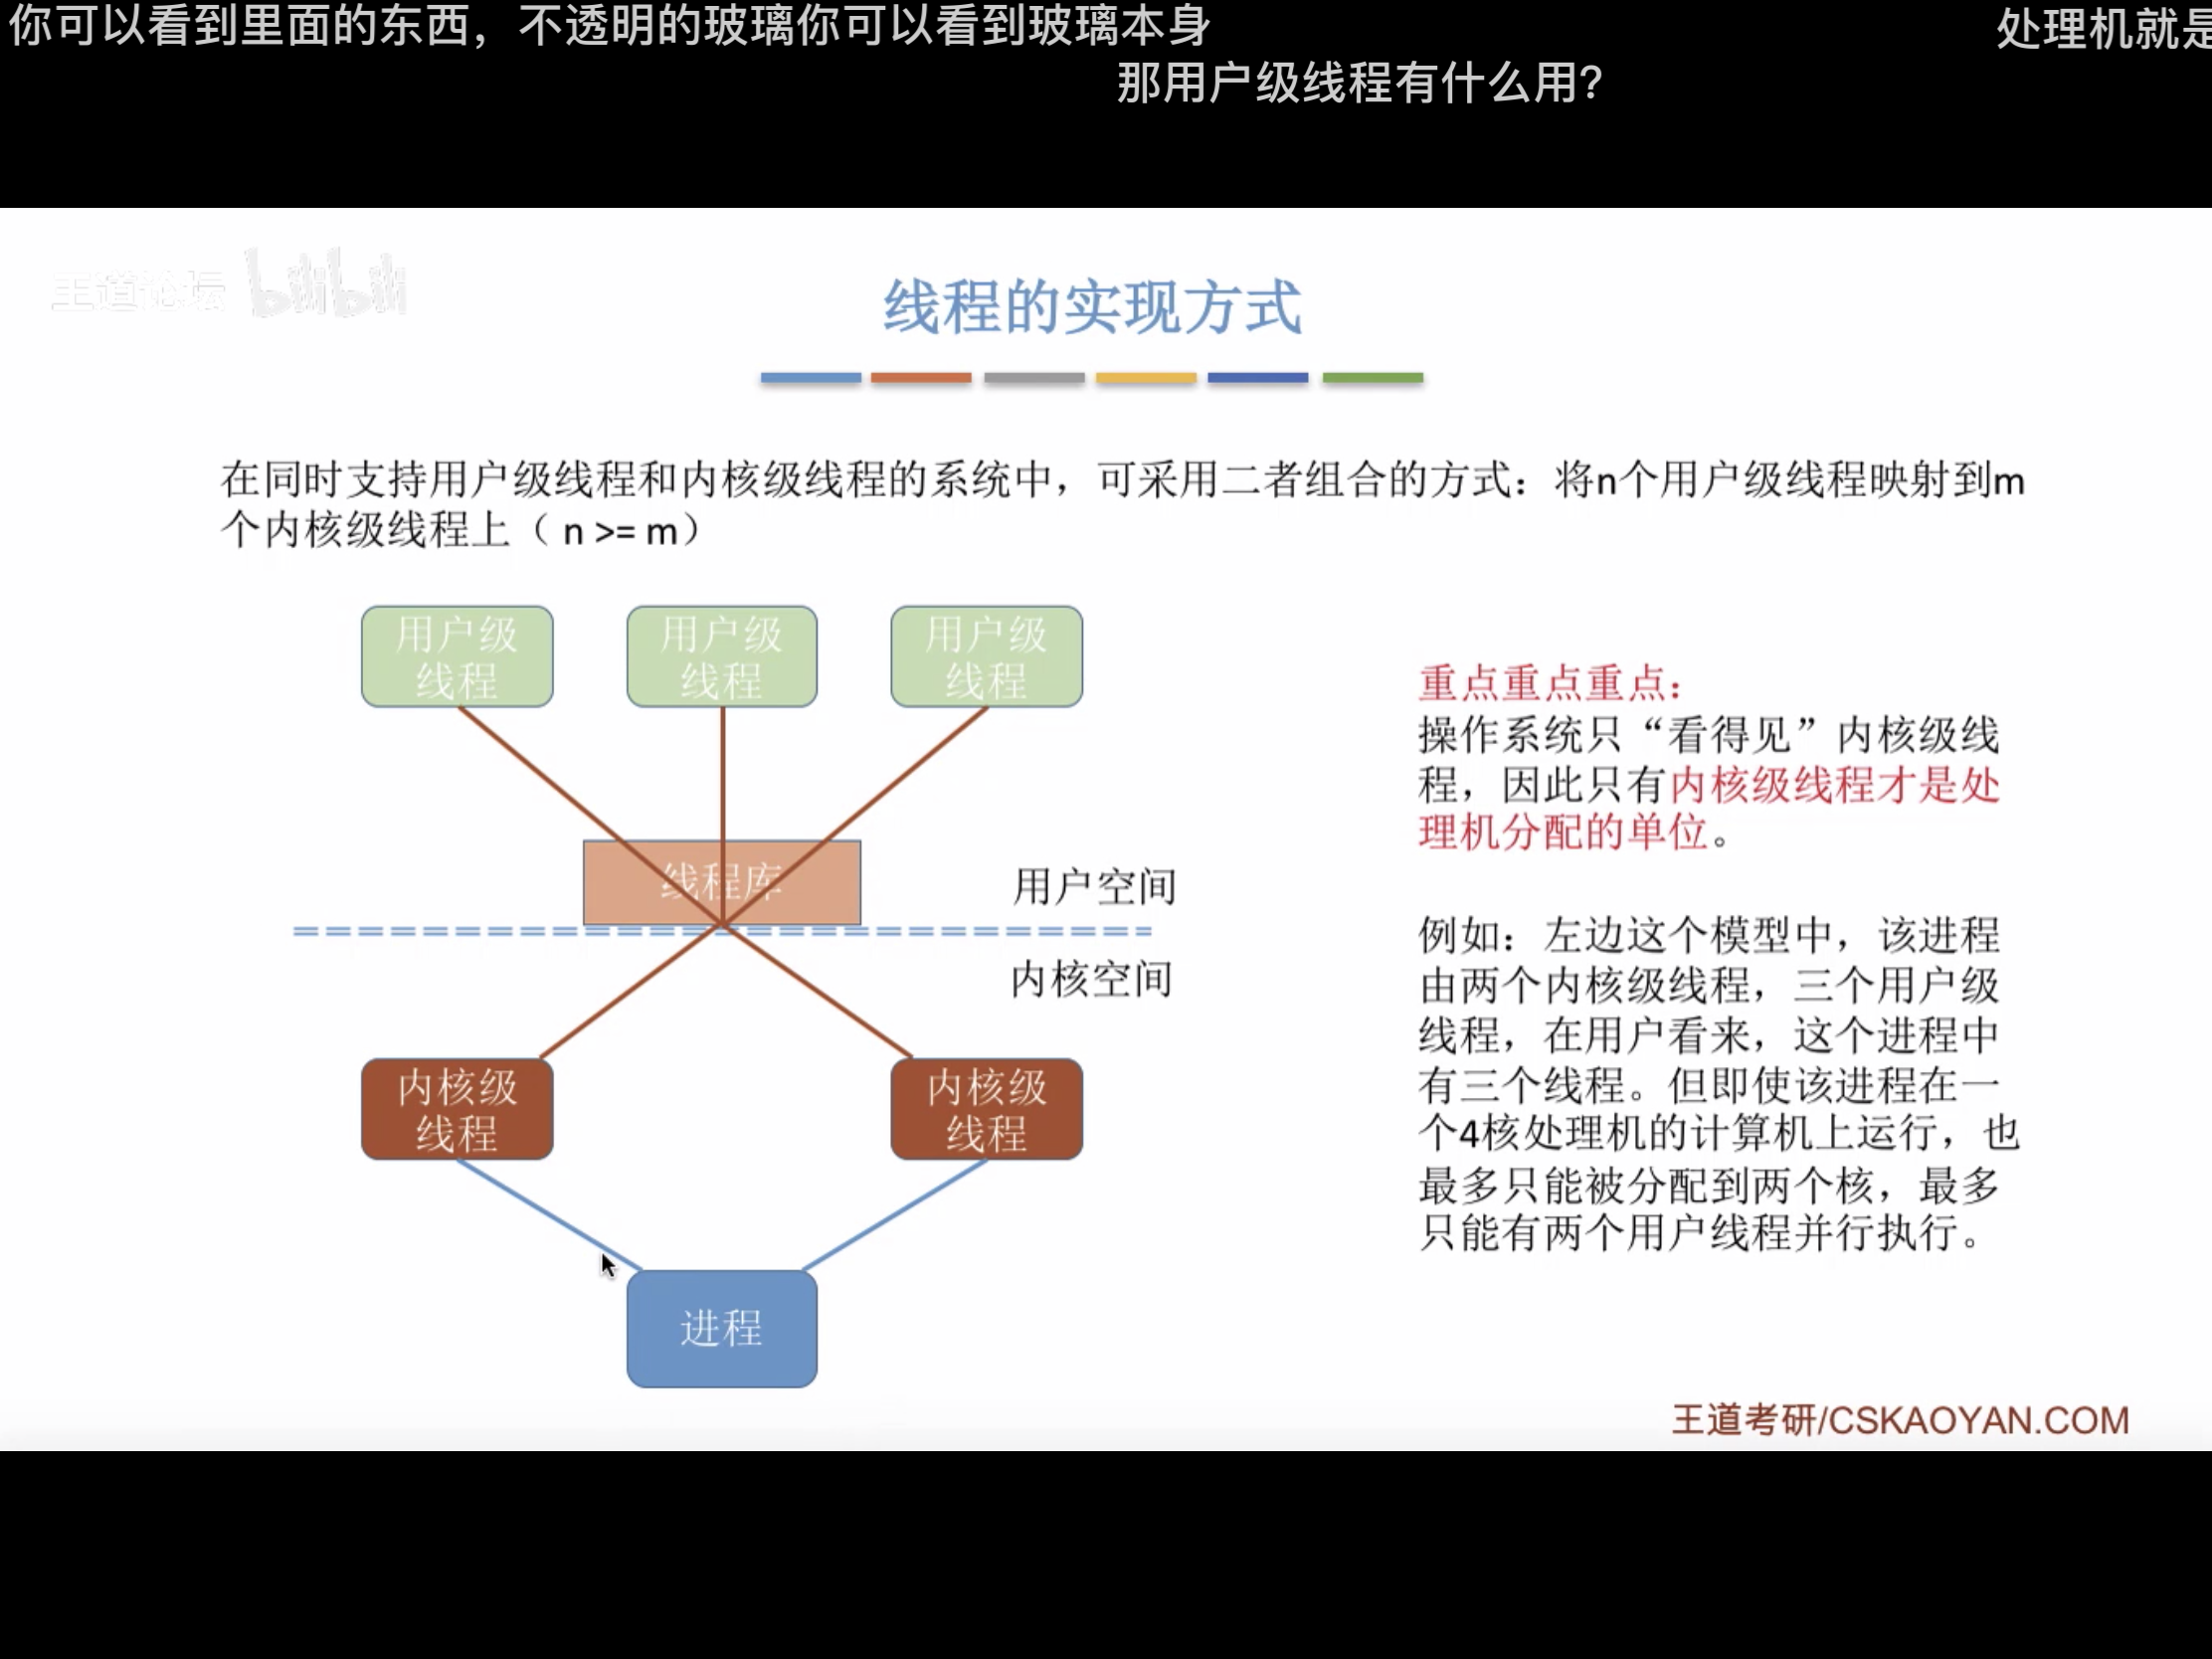 你可以看到里面的东西，不透明的玻璃你可以看到玻璃本身
处理机就是
那用户级线程有什么用？
王道论坛 bilibili
线程的实现方式
在同时支持用户级线程和内核级线程的系统中，可采用二者组合的方式：将n个用户级线程映射到m
个内核级线程上（ n >= m）
用户级
线程
用户级
线程
用户级
线程
线程库
用户空间
内核空间
内核级
线程
内核级
线程
进程
重点重点重点：
操作系统只“看得见”内核级线
程，因此只有内核级线程才是处
理机分配的单位。
例如：左边这个模型中，该进程
由两个内核级线程，三个用户级
线程，在用户看来，这个进程中
有三个线程。但即使该进程在一
个4核处理机的计算机上运行，也
最多只能被分配到两个核，最多
只能有两个用户线程并行执行。
王道考研/CSKAOYAN.COM